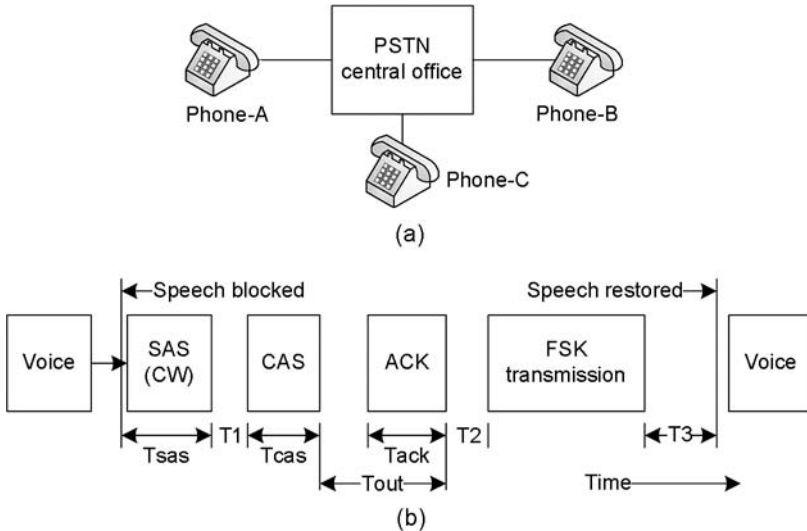 PSTN
central office
Phone-A
Phone-B
Phone-C
(a)
Speech blocked
Speech restored
Voice
SAS
(CW)
CAS
ACK
FSK
transmission
Voice
Tsas
T1
Tcas
Tack
T2
T3
Tout
Time
(b)